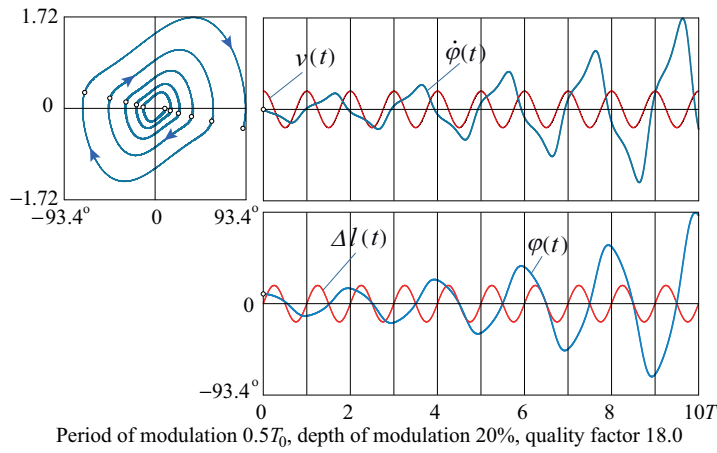 1.72
0
−1.72
−93.4°
0
93.4°
v(t)
φ̇(t)
Δl(t)
φ(t)
0
−93.4°
0 2 4 6 8 10T
Period of modulation 0.5T₀, depth of modulation 20%, quality factor 18.0